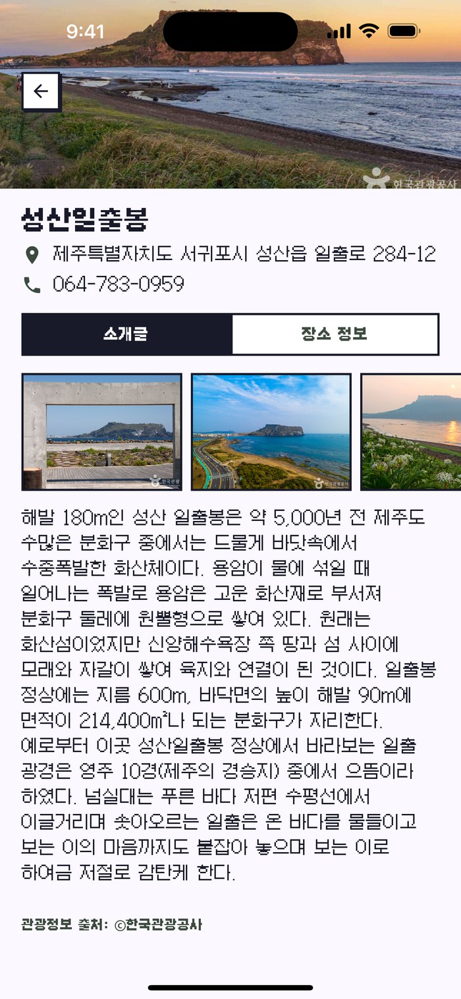 9:41
한국관광공사
성산일출봉
제주특별자치도 서귀포시 성산읍 일출로 284-12
064-783-0959
소개글
장소 정보
한국관광
한국관광공사
해발 180m인 성산 일출봉은 약 5,000년 전 제주도
수많은 분화구 중에서는 드물게 바닷속에서
수중폭발한 화산체이다. 용암이 물에 섞일 때
일어나는 폭발로 용암은 고운 화산재로 부서져
분화구 둘레에 원뿔형으로 쌓여 있다. 원래는
화산섬이었지만 신양해수욕장 쪽 땅과 섬 사이에
모래와 자갈이 쌓여 육지와 연결이 된 것이다. 일출봉
정상에는 지름 600m, 바닥면의 높이 해발 90m에
면적이 214,400㎡나 되는 분화구가 자리한다.
예로부터 이곳 성산일출봉 정상에서 바라보는 일출
광경은 영주 10경(제주의 경승지) 중에서 으뜸이라
하였다. 넘실대는 푸른 바다 저편 수평선에서
이글거리며 솟아오르는 일출은 온 바다를 물들이고
보는 이의 마음까지도 붙잡아 놓으며 보는 이로
하여금 저절로 감탄케 한다.
관광정보 출처: ©한국관광공사